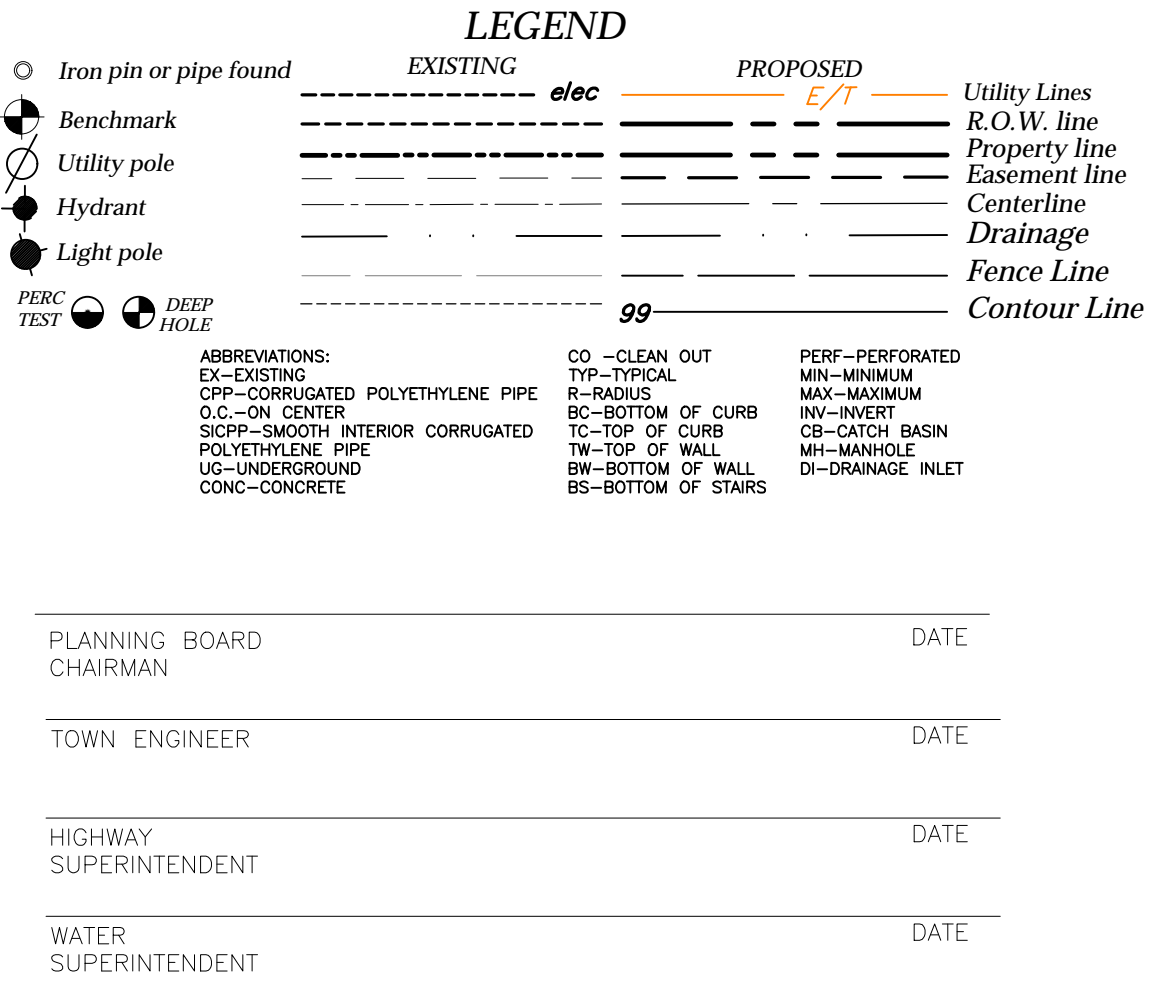 LEGEND
EXISTING
PROPOSED
Iron pin or pipe found
Benchmark
Utility pole
Hydrant
Light pole
PERC
TEST
DEEP
HOLE
elec
E/T
Utility Lines
R.O.W. line
Property line
Easement line
Centerline
Drainage
Fence Line
99
Contour Line
ABBREVIATIONS:
EX-EXISTING
CPP-CORRUGATED POLYETHYLENE PIPE
O.C.-ON CENTER
SICPP-SMOOTH INTERIOR CORRUGATED
POLYETHYLENE PIPE
UG-UNDERGROUND
CONC-CONCRETE
CO -CLEAN OUT
TYP-TYPICAL
R-RADIUS
BC-BOTTOM OF CURB
TC-TOP OF CURB
TW-TOP OF WALL
BW-BOTTOM OF WALL
BS-BOTTOM OF STAIRS
PERF-PERFORATED
MIN-MINIMUM
MAX-MAXIMUM
INV-INVERT
CB-CATCH BASIN
MH-MANHOLE
DI-DRAINAGE INLET
PLANNING BOARD
CHAIRMAN
DATE
TOWN ENGINEER
DATE
HIGHWAY
SUPERINTENDENT
DATE
WATER
SUPERINTENDENT
DATE